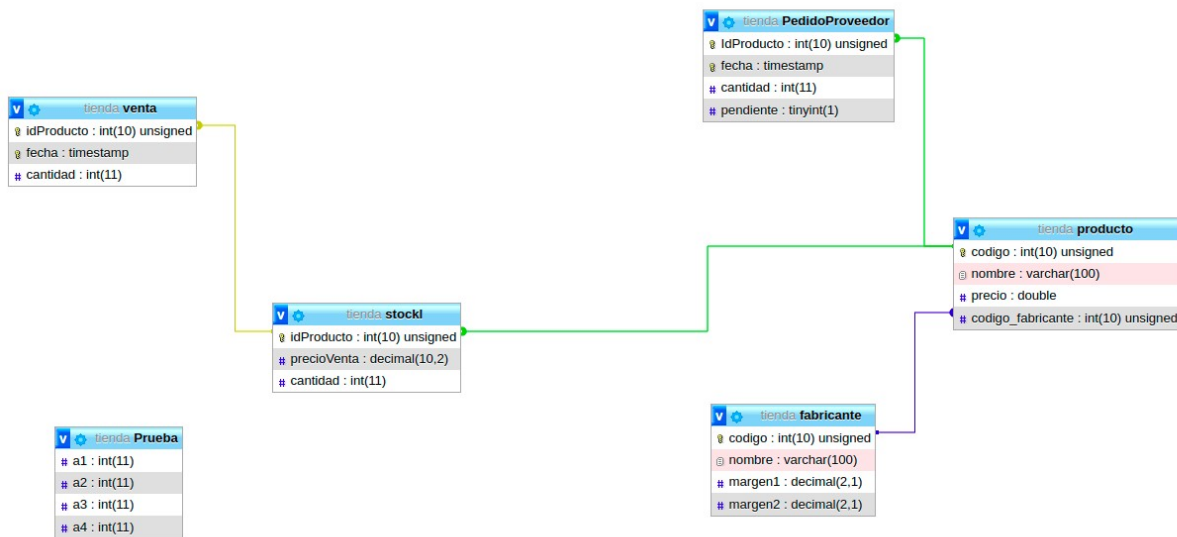 tienda PedidoProveedor
IdProducto : int(10) unsigned
fecha : timestamp
cantidad : int(11)
pendiente : tinyint(1)
tienda venta
idProducto : int(10) unsigned
fecha : timestamp
cantidad : int(11)
tienda producto
codigo : int(10) unsigned
nombre : varchar(100)
precio : double
codigo_fabricante : int(10) unsigned
tienda stockl
idProducto : int(10) unsigned
precioVenta : decimal(10,2)
cantidad : int(11)
tienda fabricante
codigo : int(10) unsigned
nombre : varchar(100)
margen1 : decimal(2,1)
margen2 : decimal(2,1)
tienda Prueba
a1 : int(11)
a2 : int(11)
a3 : int(11)
a4 : int(11)